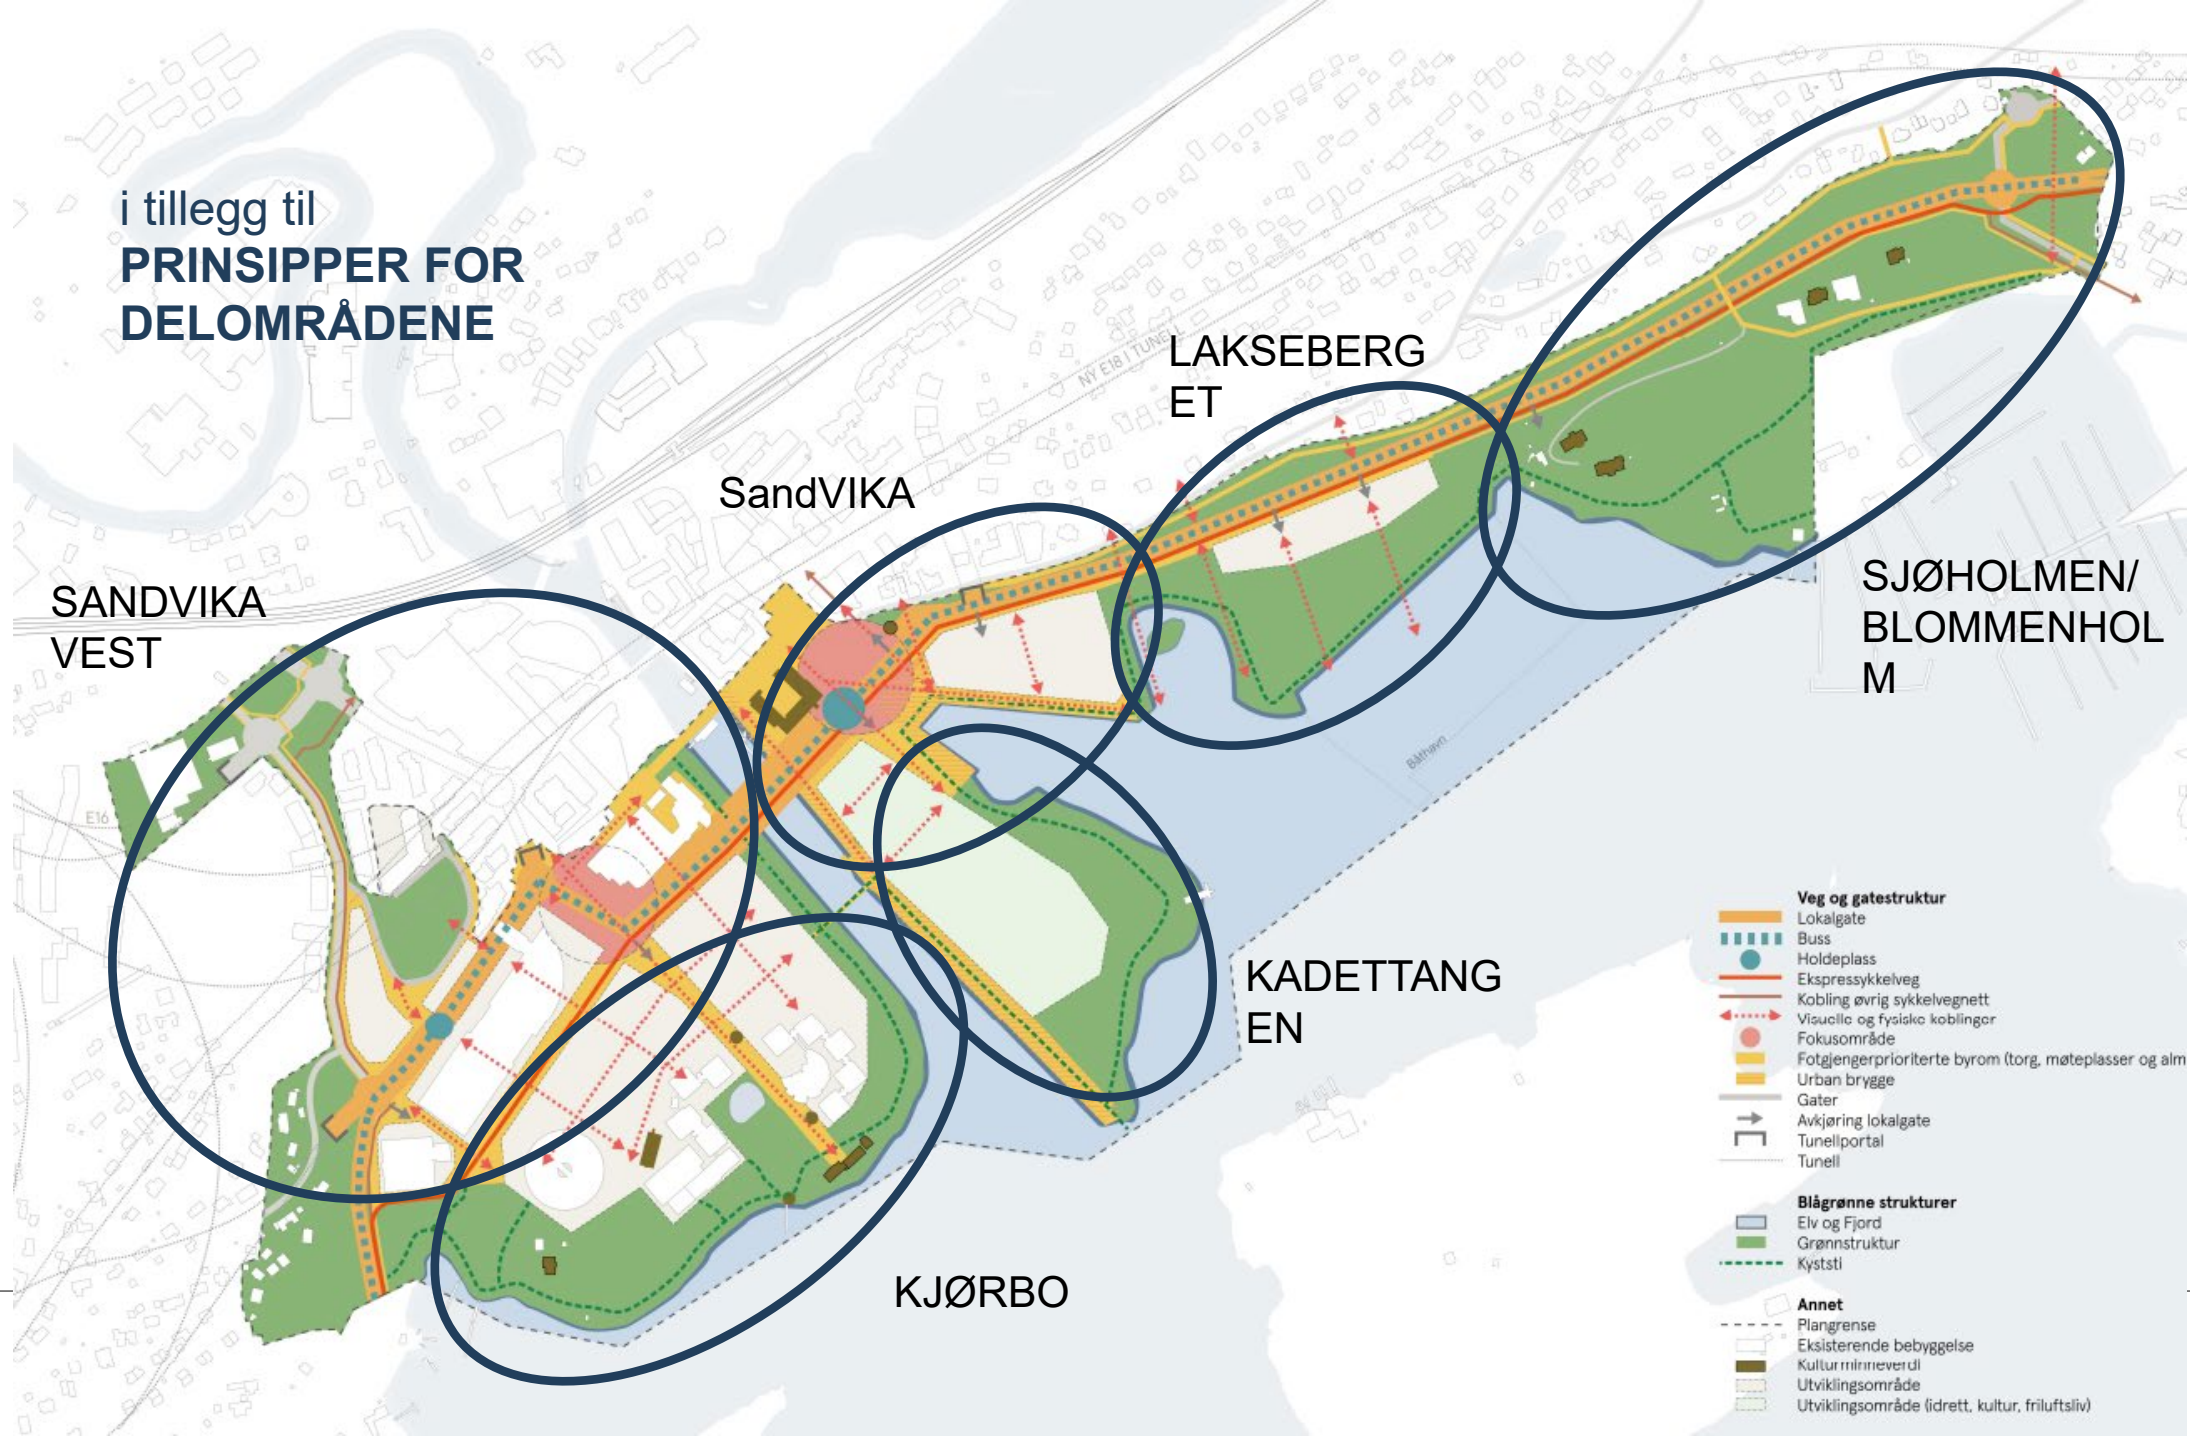 i tillegg til
PRINSIPPER FOR
DELOMRÅDENE
LAKSEBERG
ET
NY E18 I TUNELL
SandVIKA
SANDVIKA
VEST
SJØHOLMEN/
BLOMMENHOL
M
Båthavn
E16
KADETTANG
EN
KJØRBO
Veg og gatestruktur
Lokalgate
Buss
Holdeplass
Ekspressykkelveg
Kobling øvrig sykkelvegnett
Visuelle og fysiske koblinger
Fokusområde
Fotgjengerprioriterte byrom (torg, møteplasser og alm
Urban brygge
Gater
Avkjøring lokalgate
Tunellportal
Tunell
Blågrønne strukturer
Elv og Fjord
Grønnstruktur
Kyststi
Annet
Plangrense
Eksisterende bebyggelse
Kulturminneverdi
Utviklingsområde
Utviklingsområde (idrett, kultur, friluftsliv)